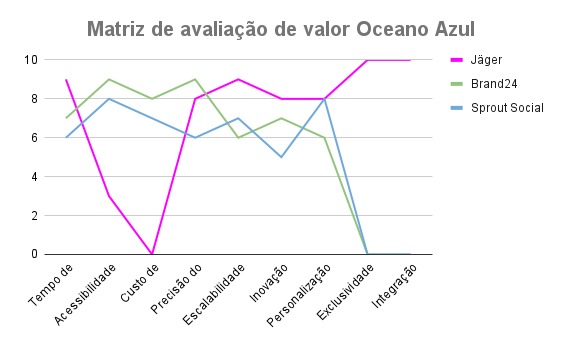 Matriz de avaliação de valor Oceano Azul
10
8
6
4
2
0
Jäger
Brand24
Sprout Social
Tempo de
Acessibilidade
Custo de
Precisão do
Escalabilidade
Inovação
Personalização
Exclusividade
Integração